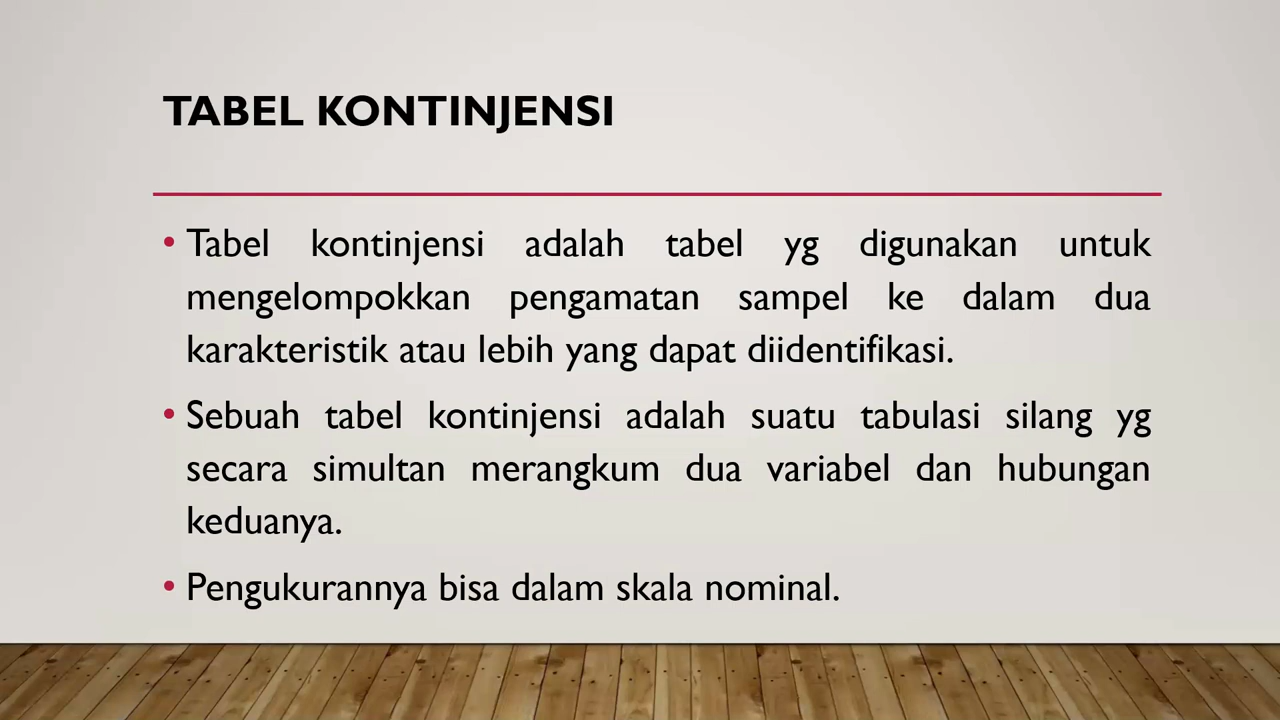 TABEL KONTINJENSI
• Tabel kontinjensi adalah tabel yg digunakan untuk
mengelompokkan pengamatan sampel ke dalam dua
karakteristik atau lebih yang dapat diidentifikasi.
• Sebuah tabel kontinjensi adalah suatu tabulasi silang yg
secara simultan merangkum dua variabel dan hubungan
keduanya.
• Pengukurannya bisa dalam skala nominal.